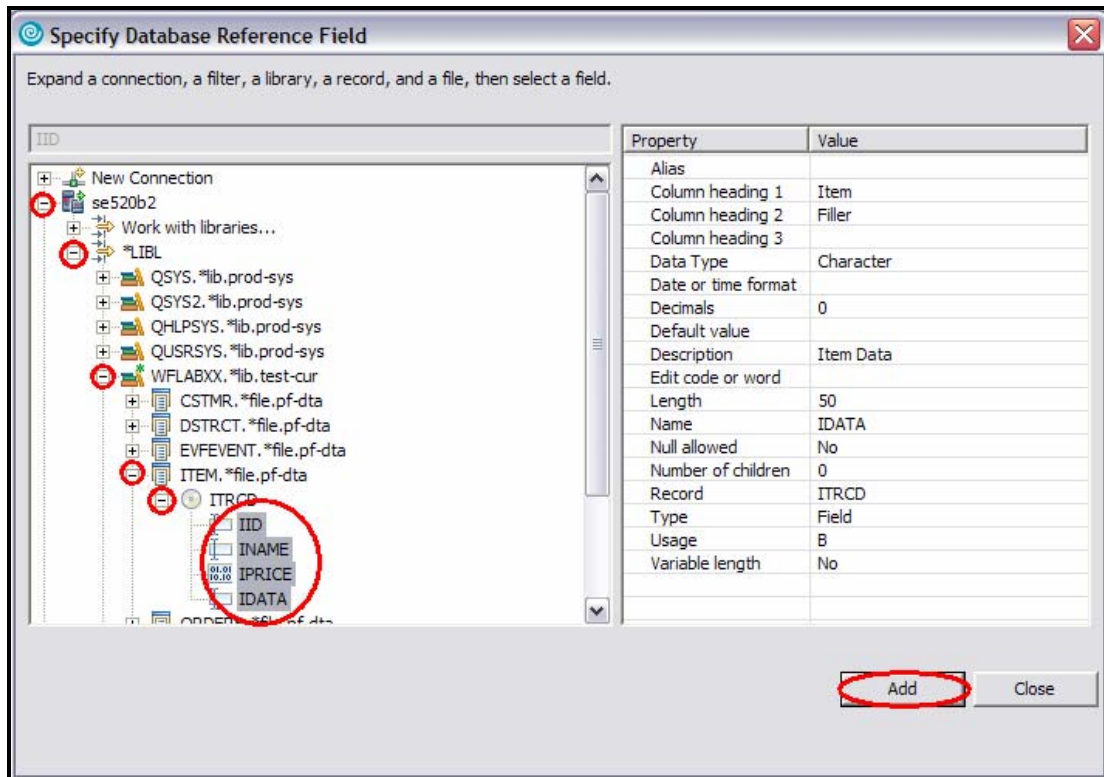 Specify Database Reference Field
Expand a connection, a filter, a library, a record, and a file, then select a field.
IID
New Connection
se520b2
Work with libraries...
*LIBL
QSYS.*lib.prod-sys
QSYS2.*lib.prod-sys
QHLPSYS.*lib.prod-sys
QUSRSYS.*lib.prod-sys
WFLABXX.*lib.test-cur
CSTMR.*file.pf-dta
DSTRCT.*file.pf-dta
EVFEVENT.*file.pf-dta
ITEM.*file.pf-dta
ITRCD
IID
INAME
IPRICE
IDATA
Property Value
Alias
Column heading 1 Item
Column heading 2 Filler
Column heading 3
Data Type Character
Date or time format
Decimals 0
Default value
Description Item Data
Edit code or word
Length 50
Name IDATA
Null allowed No
Number of children 0
Record ITRCD
Type Field
Usage B
Variable length No
Add Close